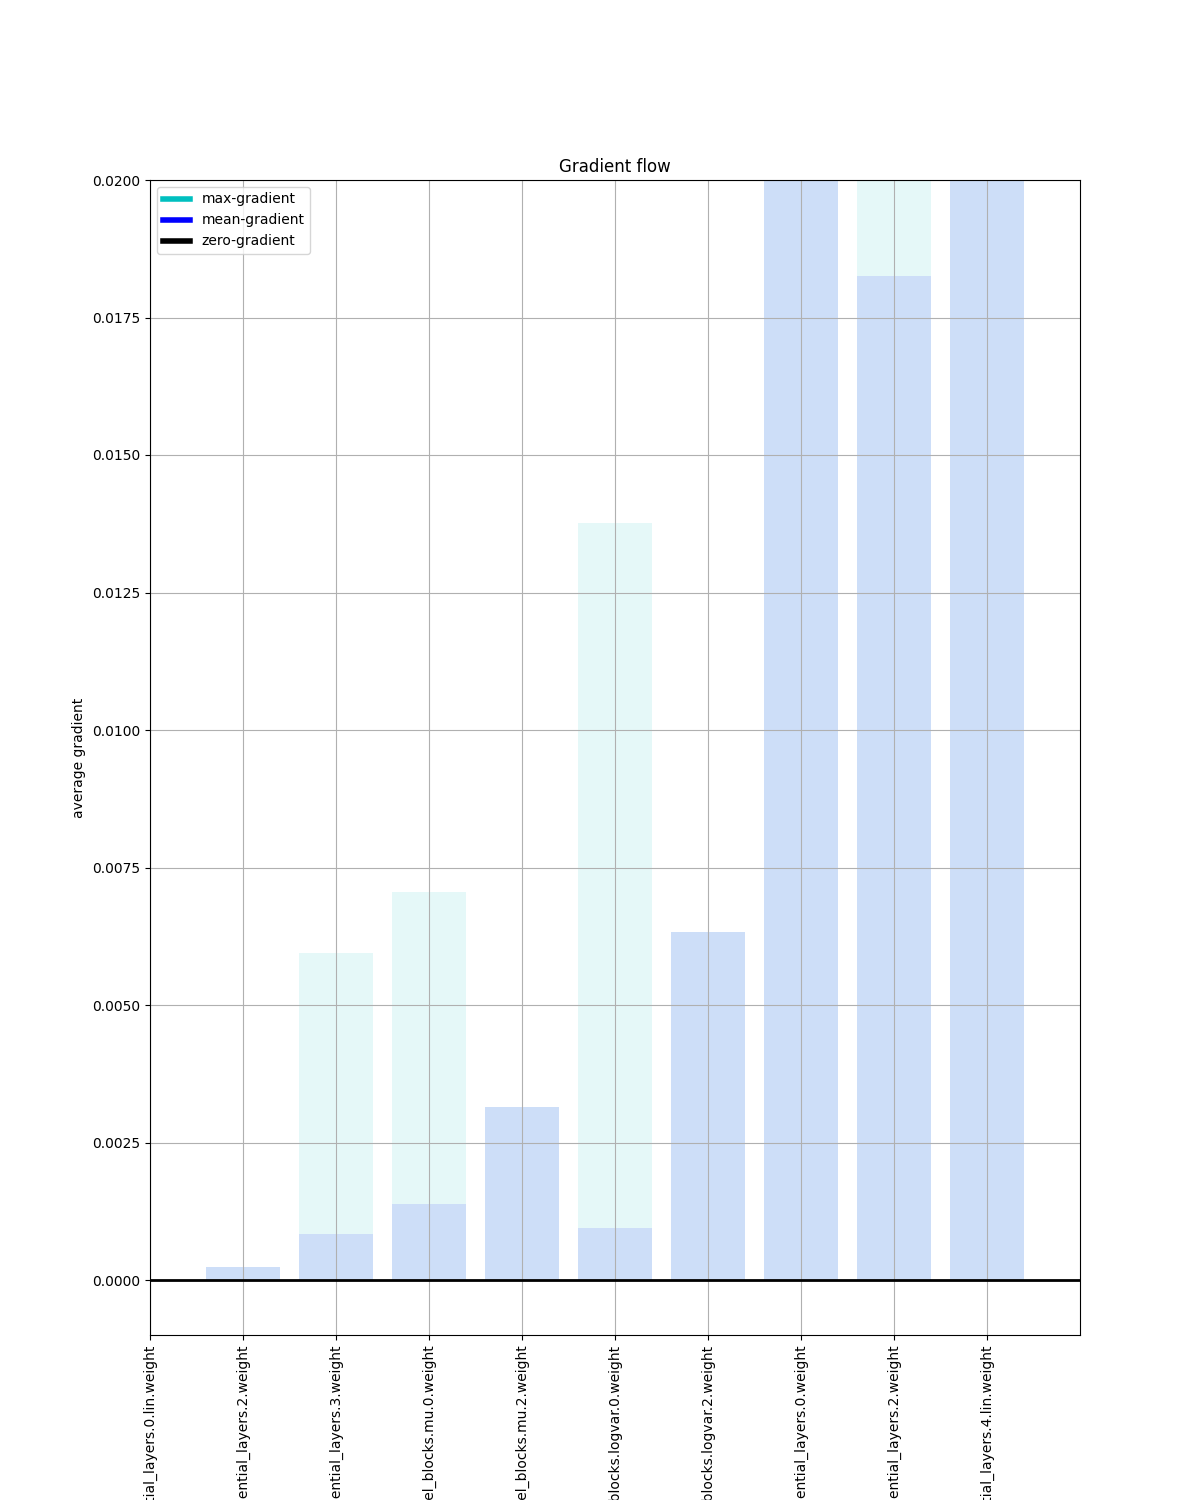 Gradient flow
max-gradient
mean-gradient
zero-gradient
average gradient
0.0200
0.0175
0.0150
0.0125
0.0100
0.0075
0.0050
0.0025
0.0000
tial_layers.0.lin.weight
ential_layers.2.weight
ential_layers.3.weight
el_blocks.mu.0.weight
el_blocks.mu.2.weight
blocks.logvar.0.weight
blocks.logvar.2.weight
ential_layers.0.weight
ential_layers.2.weight
tial_layers.4.lin.weight